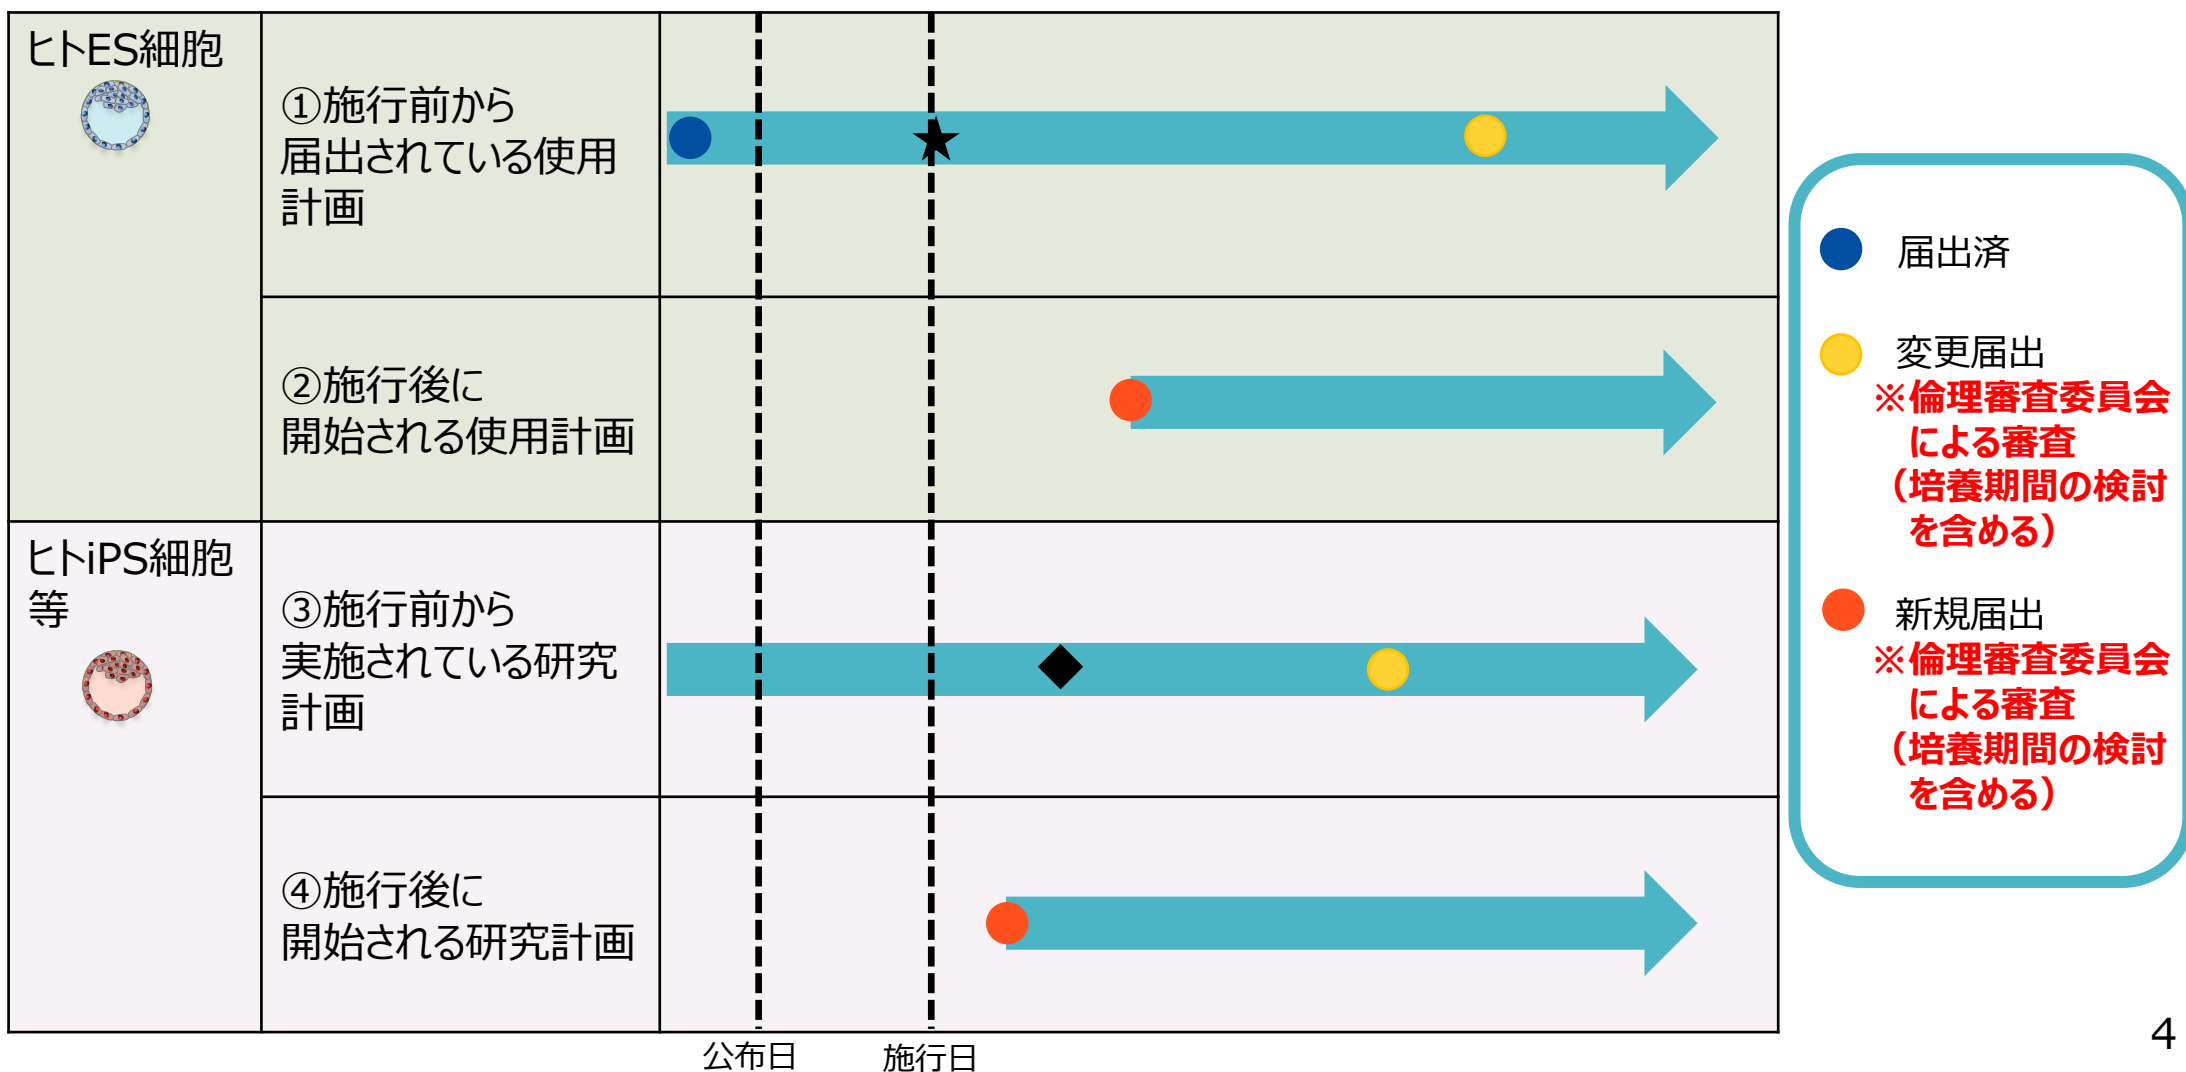 ヒトES細胞
①施行前から
届出されている使用
計画
②施行後に
開始される使用計画
ヒトiPS細胞
等
③施行前から
実施されている研究
計画
④施行後に
開始される研究計画
公布日
施行日
届出済
変更届出
※倫理審査委員会
による審査
（培養期間の検討
を含める）
新規届出
※倫理審査委員会
による審査
（培養期間の検討
を含める）
4